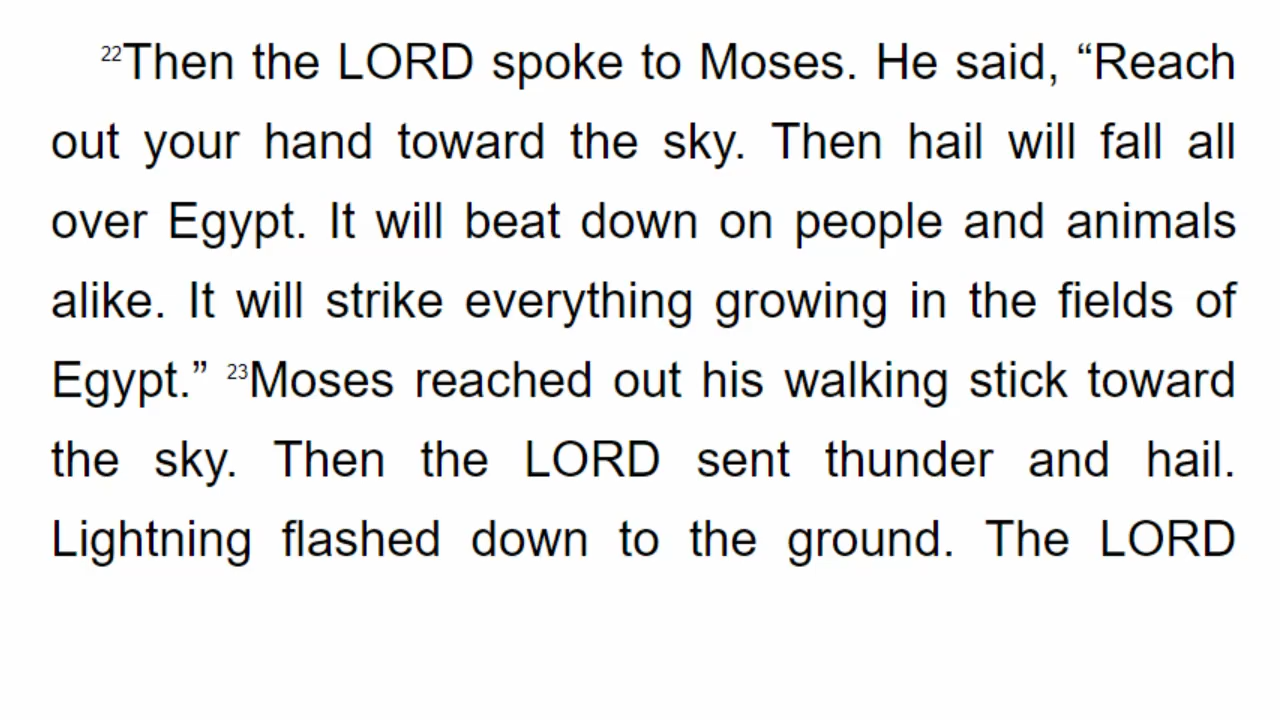 22Then the LORD spoke to Moses. He said, “Reach
out your hand toward the sky. Then hail will fall all
over Egypt. It will beat down on people and animals
alike. It will strike everything growing in the fields of
Egypt.” 23Moses reached out his walking stick toward
the sky. Then the LORD sent thunder and hail.
Lightning flashed down to the ground. The LORD